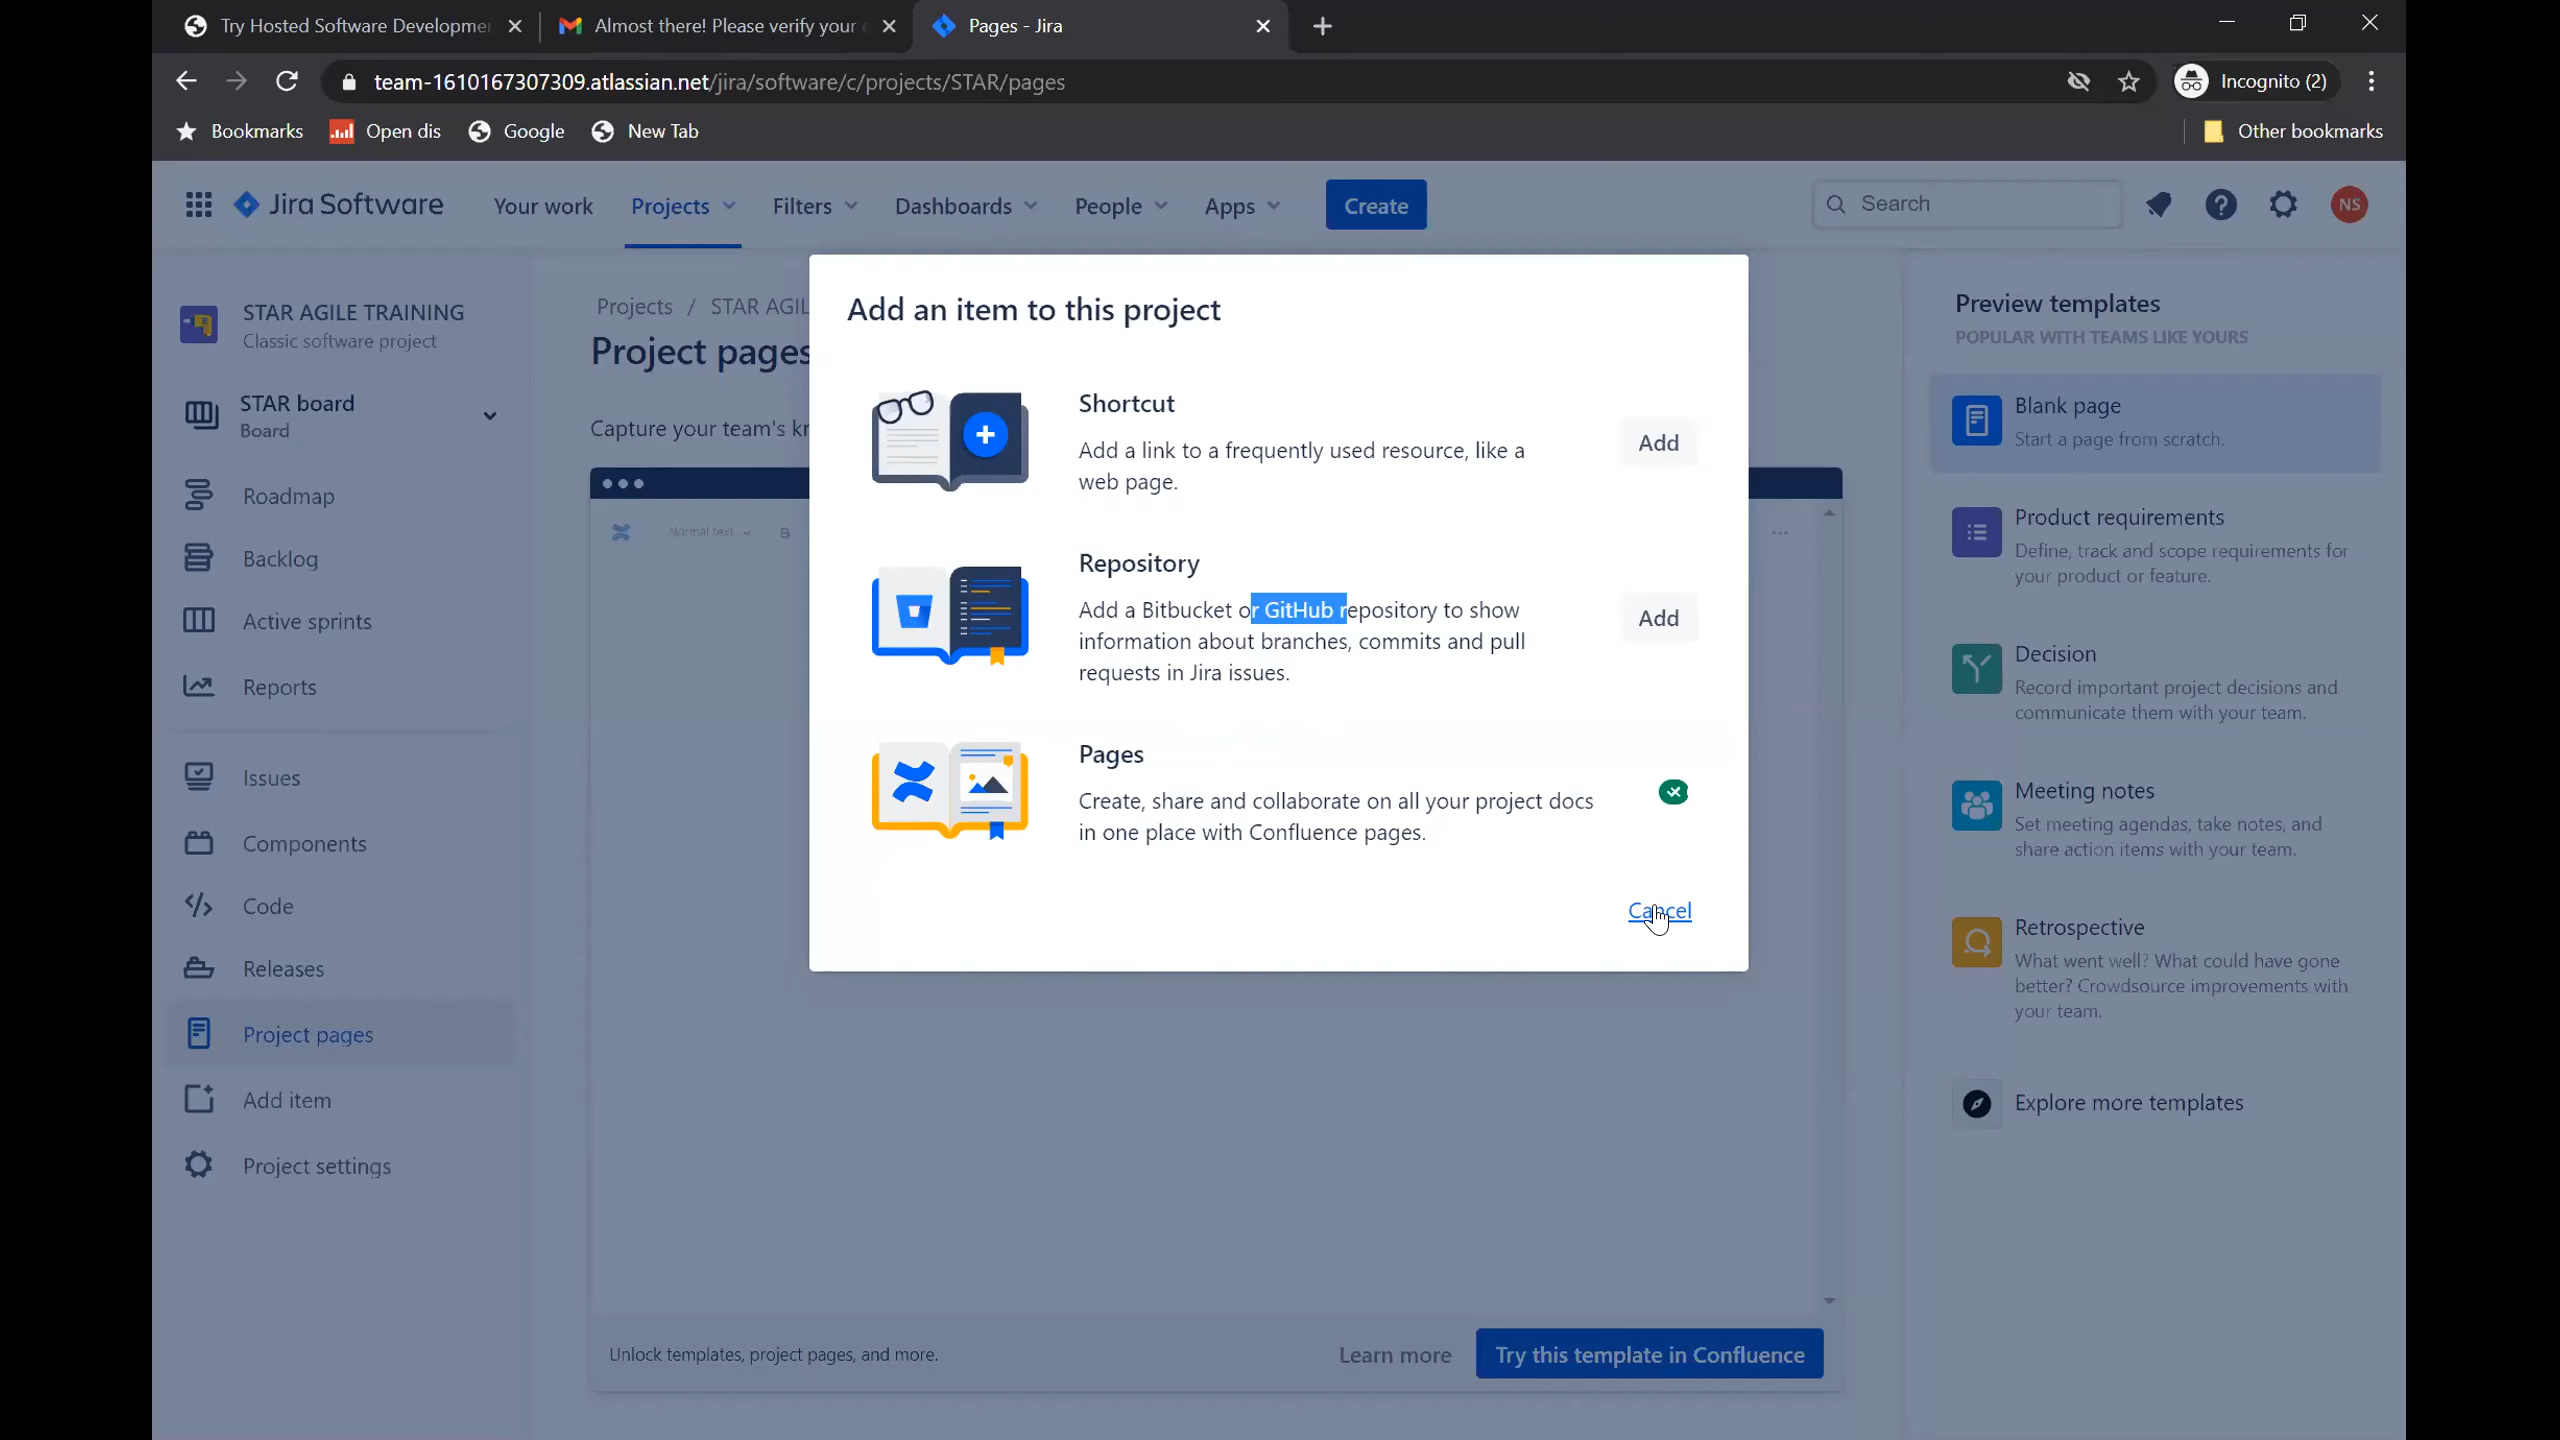 Try Hosted Software Developme
Almost there! Please verify your e
Pages - Jira
team-1610167307309.atlassian.net/jira/software/c/projects/STAR/pages
Incognito (2)
Bookmarks
Open dis
Google
New Tab
Other bookmarks
Jira Software
Your work
Projects
Filters
Dashboards
People
Apps
Create
Search
NS
STAR AGILE TRAINING
Classic software project
STAR board
Board
Roadmap
Backlog
Active sprints
Reports
Issues
Components
Code
Releases
Project pages
Add item
Project settings
Projects / STAR AGIL
Project pages
Capture your team's kn
Normal text
B
Add an item to this project
Shortcut
Add a link to a frequently used resource, like a
web page.
Add
Repository
Add a Bitbucket or GitHub repository to show
information about branches, commits and pull
requests in Jira issues.
Add
Pages
Create, share and collaborate on all your project docs
in one place with Confluence pages.
Cancel
Unlock templates, project pages, and more.
Learn more
Try this template in Confluence
Preview templates
POPULAR WITH TEAMS LIKE YOURS
Blank page
Start a page from scratch.
Product requirements
Define, track and scope requirements for
your product or feature.
Decision
Record important project decisions and
communicate them with your team.
Meeting notes
Set meeting agendas, take notes, and
share action items with your team.
Retrospective
What went well? What could have gone
better? Crowdsource improvements with
your team.
Explore more templates